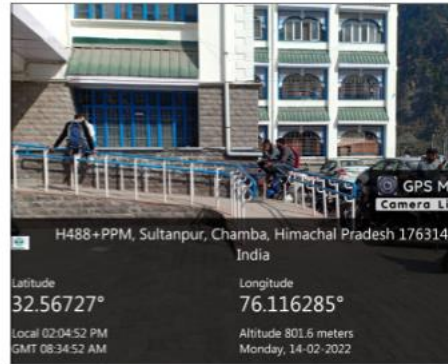 GPS M
Camera Li
H488+PPM, Sultanpur, Chamba, Himachal Pradesh 176314
India
Latitude
Longitude
32.56727°
76.116285°
Local 02:04:52 PM
Altitude 801.6 meters
GMT 08:34:52 AM
Monday, 14-02-2022